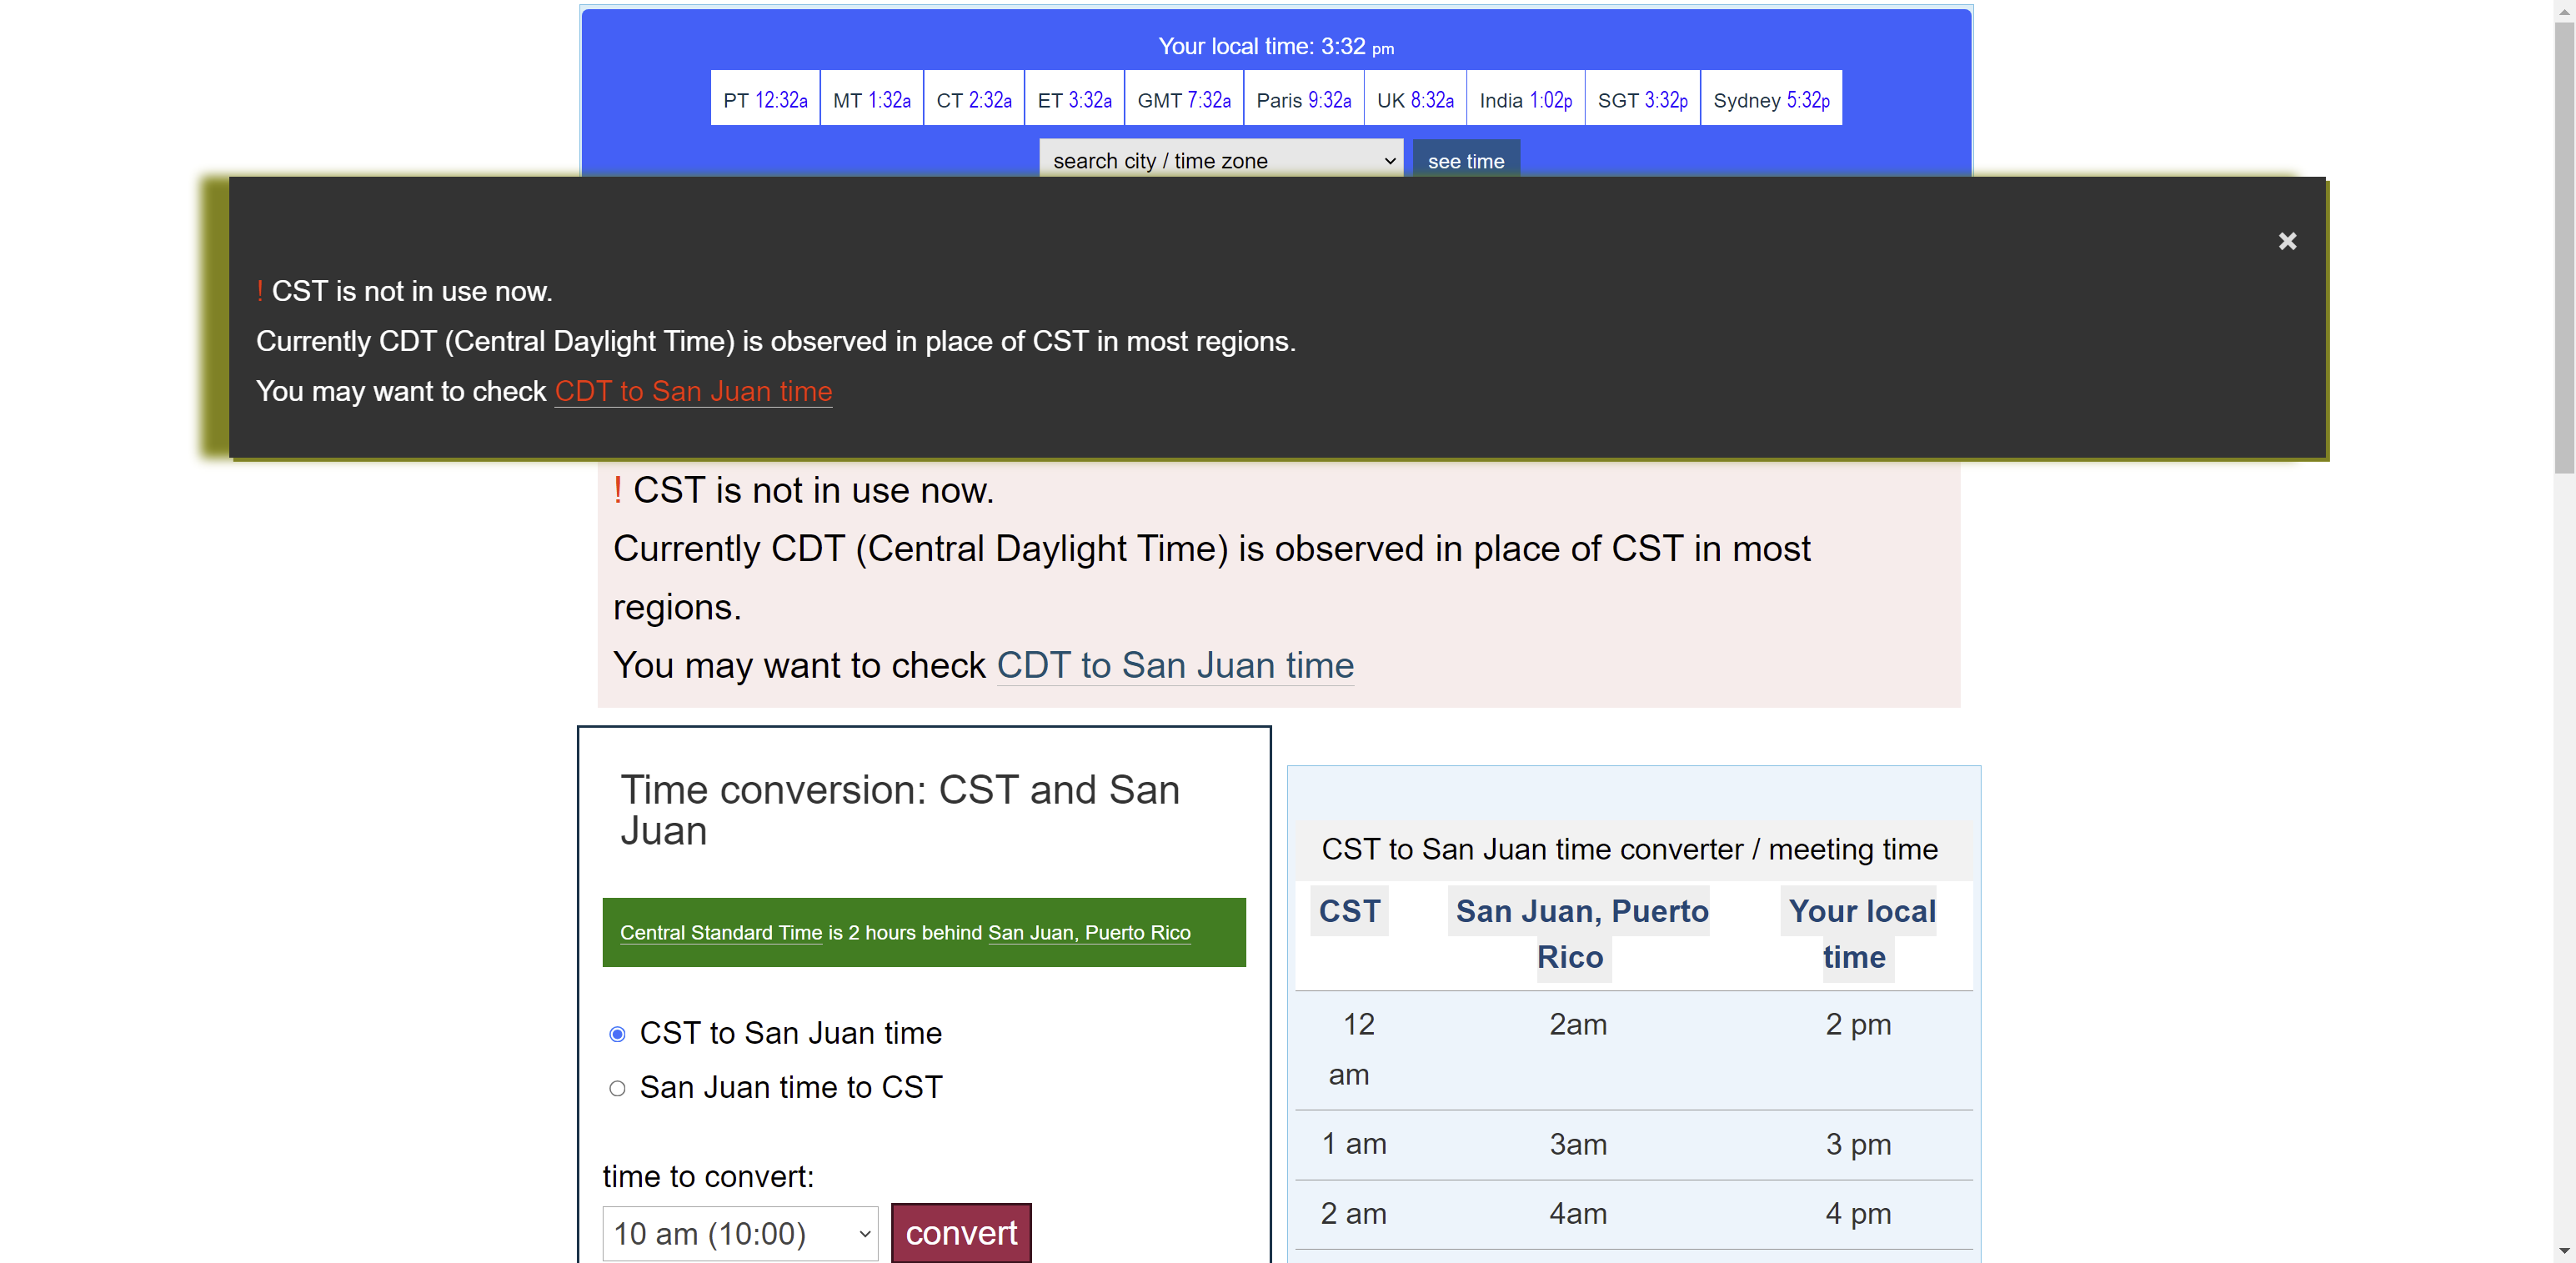 Your local time: 3:32 pm
PT 12:32a MT 1:32a CT 2:32a ET 3:32a GMT 7:32a Paris 9:32a UK 8:32a India 1:02p SGT 3:32p Sydney 5:32p
search city / time zone see time
×
! CST is not in use now.
Currently CDT (Central Daylight Time) is observed in place of CST in most regions.
You may want to check CDT to San Juan time
! CST is not in use now.
Currently CDT (Central Daylight Time) is observed in place of CST in most
regions.
You may want to check CDT to San Juan time
Time conversion: CST and San
Juan
Central Standard Time is 2 hours behind San Juan, Puerto Rico
CST to San Juan time
San Juan time to CST
time to convert:
10 am (10:00) convert
CST to San Juan time converter / meeting time
CST San Juan, Puerto Your local
Rico time
12 2am 2 pm
am
1 am 3am 3 pm
2 am 4am 4 pm